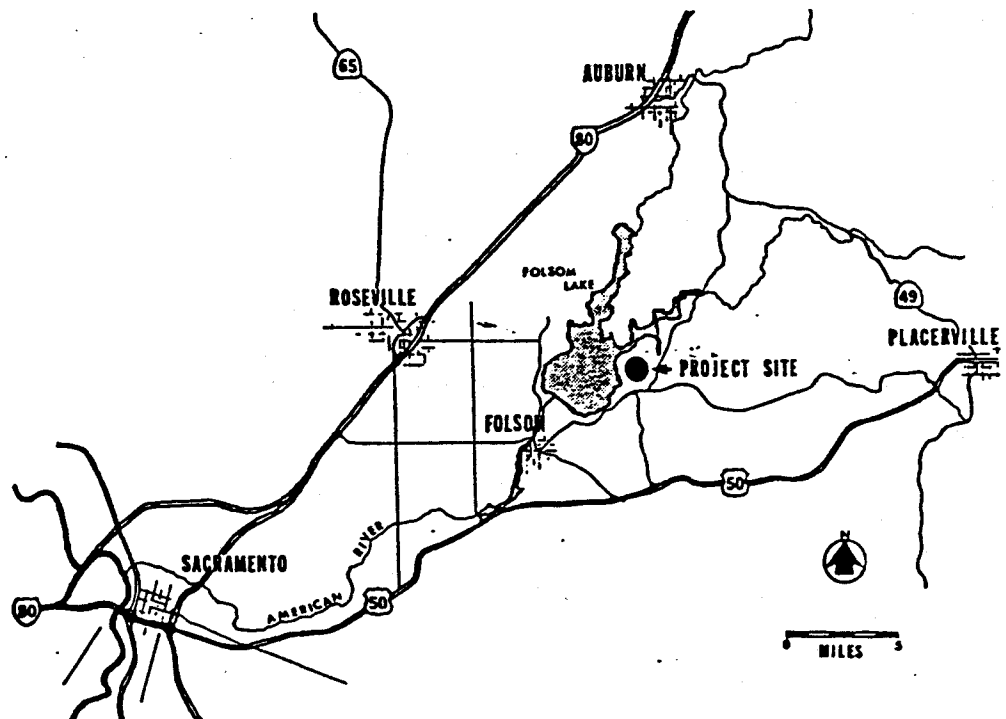 65
AUBURN
80
FOLSOM
LAKE
ROSEVILLE
49
PLACERVILLE
PROJECT SITE
FOLSOM
50
N
SACRAMENTO
AMERICAN RIVER
50
80
0 5
MILES